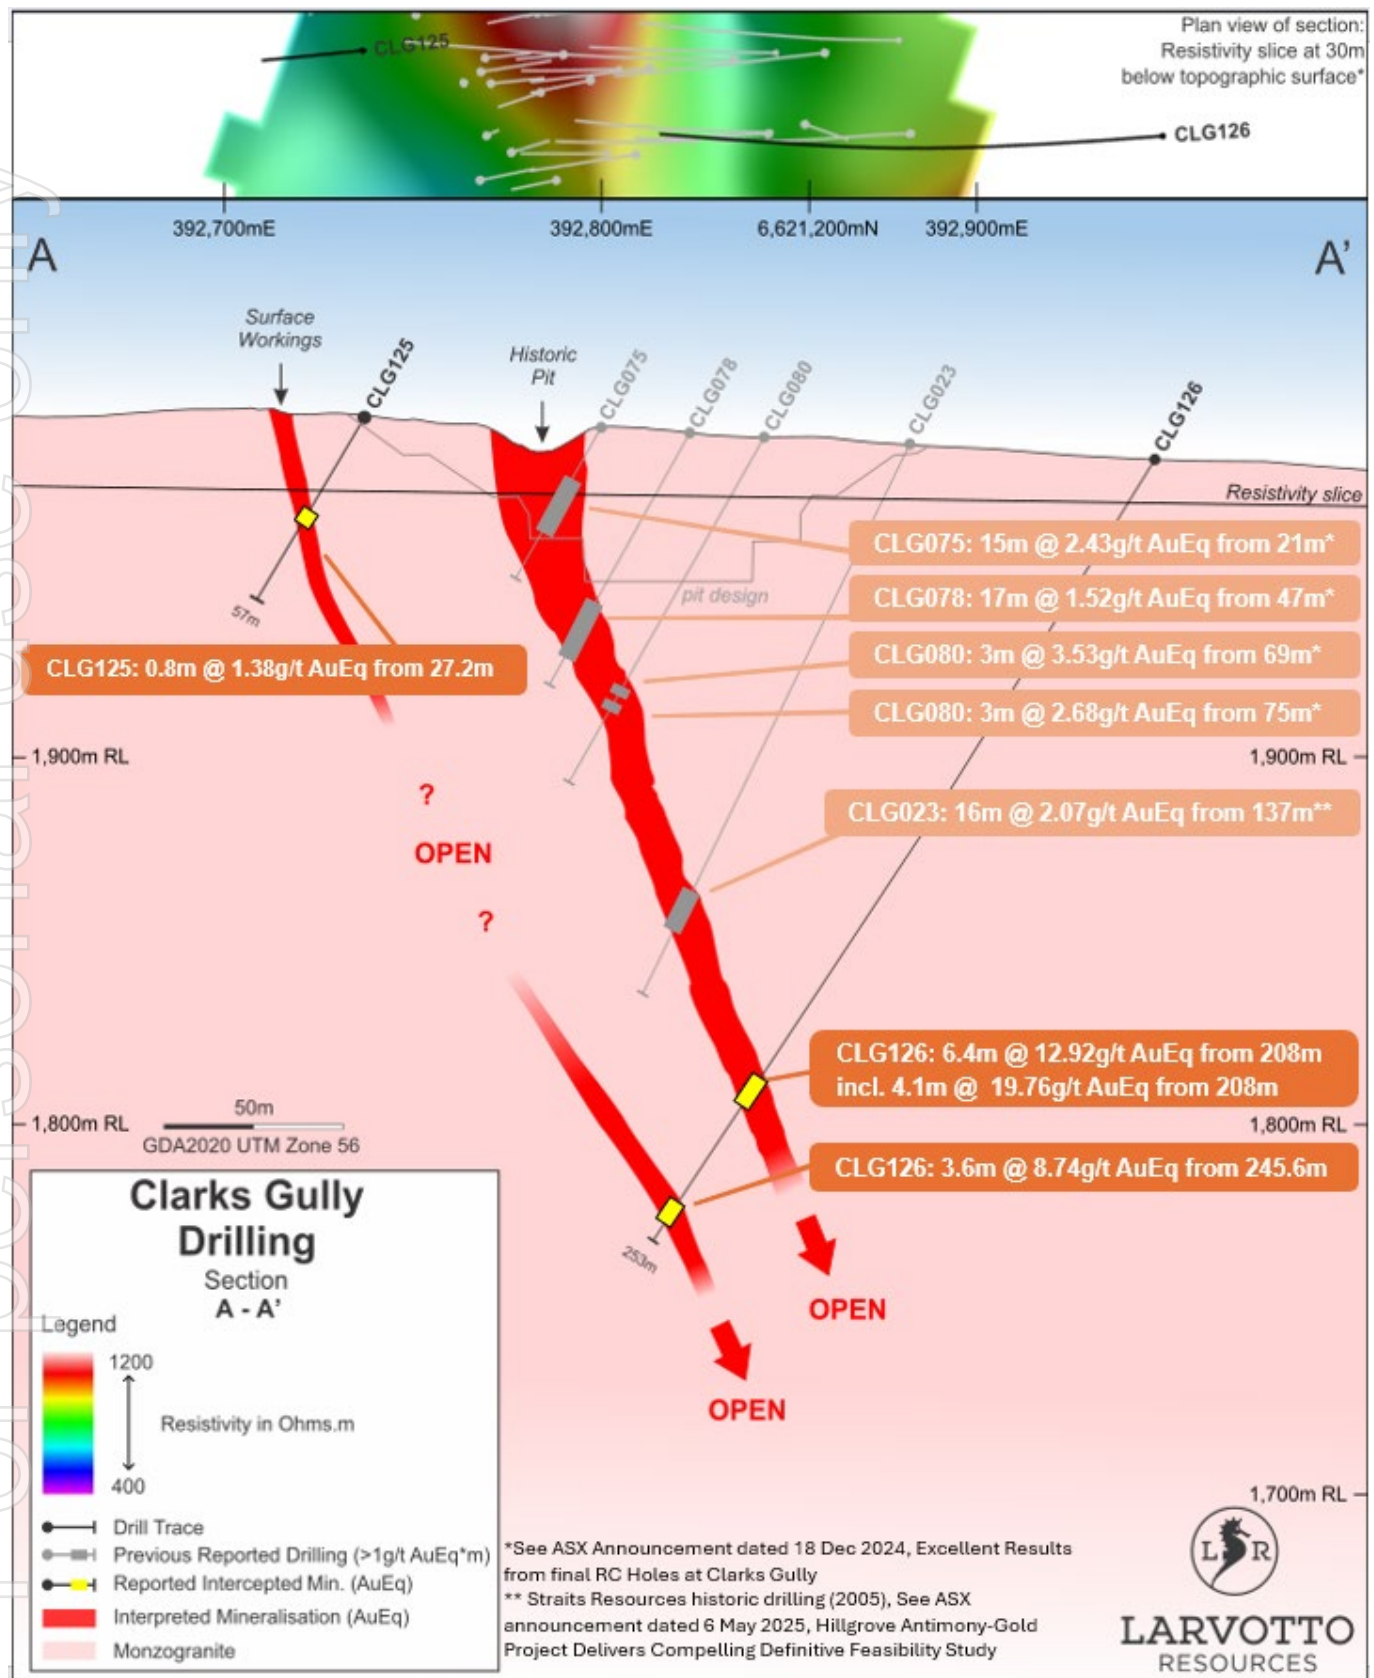 Plan view of section:
Resistivity slice at 30m
below topographic surface*
CLG125
CLG126
392,700mE
392,800mE
6,621,200mN
392,900mE
A
A'
Surface
Workings
CLG125
Historic
Pit
CLG075
CLG078
CLG080
CLG023
CLG126
Resistivity slice
CLG075: 15m @ 2.43g/t AuEq from 21m*
CLG078: 17m @ 1.52g/t AuEq from 47m*
pit design
57m
CLG080: 3m @ 3.53g/t AuEq from 69m*
CLG125: 0.8m @ 1.38g/t AuEq from 27.2m
CLG080: 3m @ 2.68g/t AuEq from 75m*
1,900m RL
1,900m RL
?
CLG023: 16m @ 2.07g/t AuEq from 137m**
OPEN
?
CLG126: 6.4m @ 12.92g/t AuEq from 208m
incl. 4.1m @ 19.76g/t AuEq from 208m
50m
1,800m RL
1,800m RL
GDA2020 UTM Zone 56
CLG126: 3.6m @ 8.74g/t AuEq from 245.6m
253m
OPEN
OPEN
Clarks Gully
Drilling
Section
A - A'
Legend
1200
Resistivity in Ohms.m
400
Drill Trace
Previous Reported Drilling (>1g/t AuEq*m)
Reported Intercepted Min. (AuEq)
Interpreted Mineralisation (AuEq)
Monzogranite
1,700m RL
*See ASX Announcement dated 18 Dec 2024, Excellent Results
from final RC Holes at Clarks Gully
** Straits Resources historic drilling (2005), See ASX
announcement dated 6 May 2025, Hillgrove Antimony-Gold
Project Delivers Compelling Definitive Feasibility Study
L R
LARVOTTO
RESOURCES